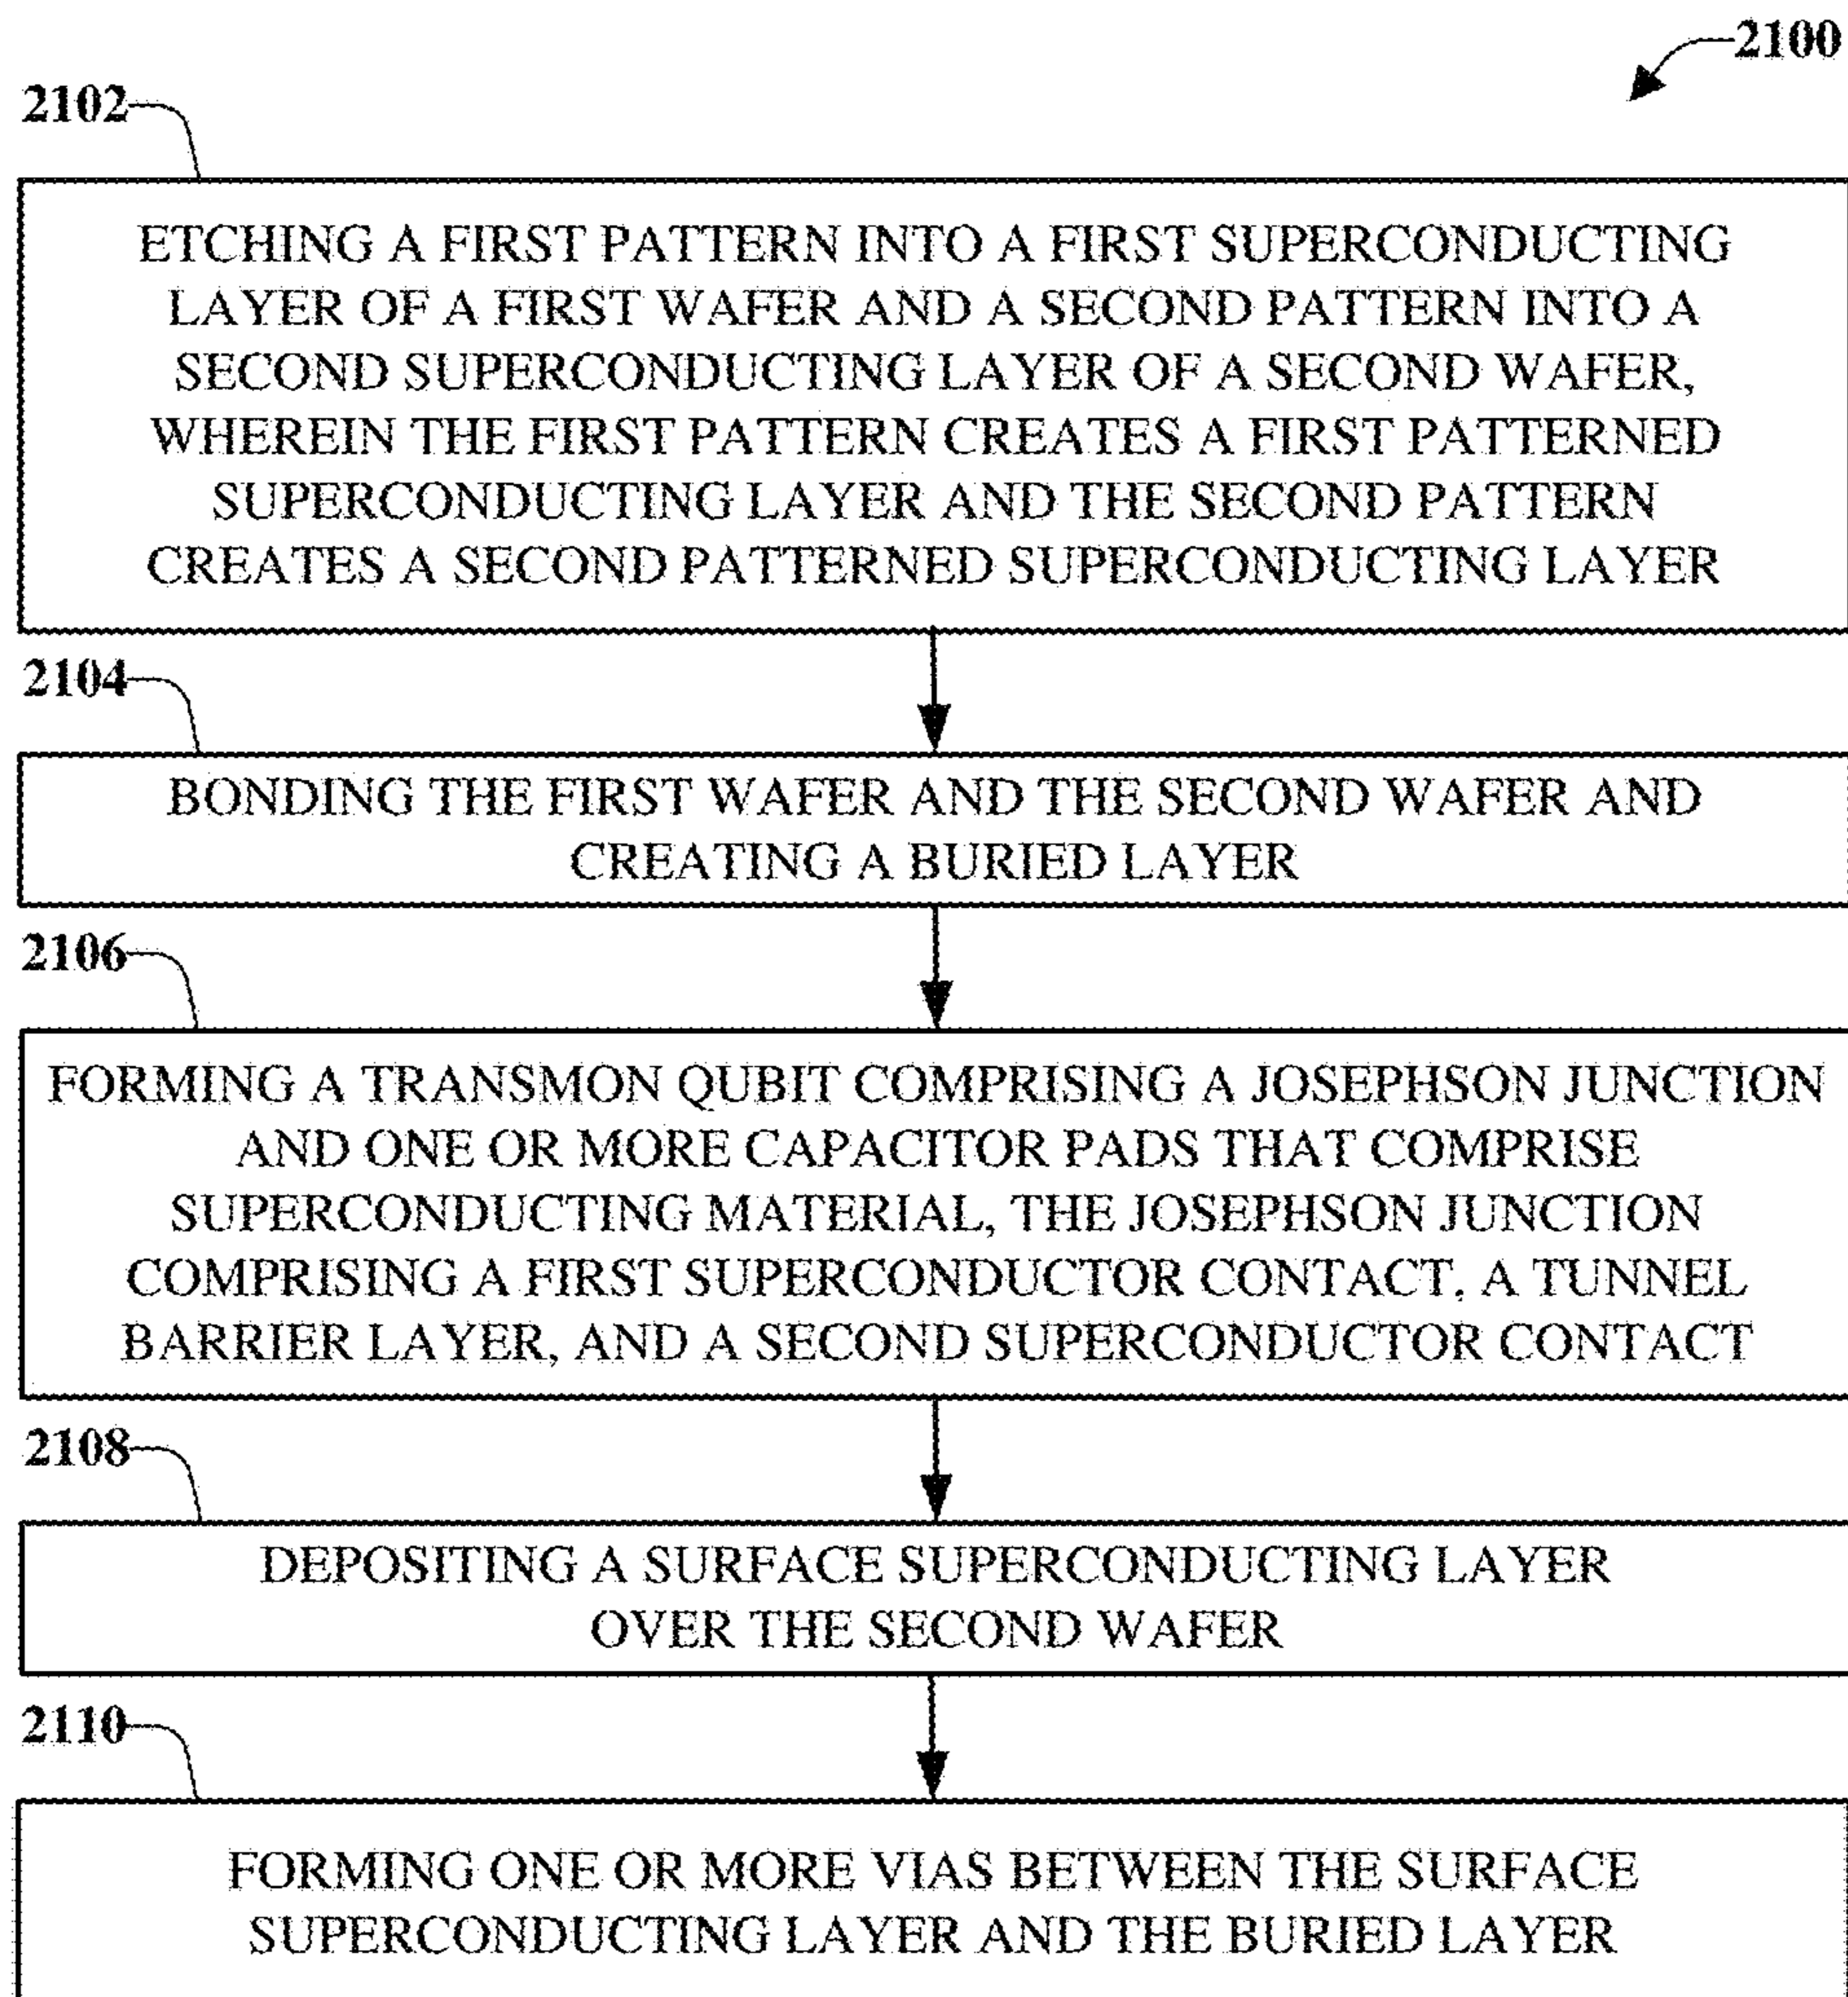 2100
2102
ETCHING A FIRST PATTERN INTO A FIRST SUPERCONDUCTING
LAYER OF A FIRST WAFER AND A SECOND PATTERN INTO A
SECOND SUPERCONDUCTING LAYER OF A SECOND WAFER,
WHEREIN THE FIRST PATTERN CREATES A FIRST PATTERNED
SUPERCONDUCTING LAYER AND THE SECOND PATTERN
CREATES A SECOND PATTERNED SUPERCONDUCTING LAYER
2104
BONDING THE FIRST WAFER AND THE SECOND WAFER AND
CREATING A BURIED LAYER
2106
FORMING A TRANSMON QUBIT COMPRISING A JOSEPHSON JUNCTION
AND ONE OR MORE CAPACITOR PADS THAT COMPRISE
SUPERCONDUCTING MATERIAL, THE JOSEPHSON JUNCTION
COMPRISING A FIRST SUPERCONDUCTOR CONTACT, A TUNNEL
BARRIER LAYER, AND A SECOND SUPERCONDUCTOR CONTACT
2108
DEPOSITING A SURFACE SUPERCONDUCTING LAYER
OVER THE SECOND WAFER
2110
FORMING ONE OR MORE VIAS BETWEEN THE SURFACE
SUPERCONDUCTING LAYER AND THE BURIED LAYER